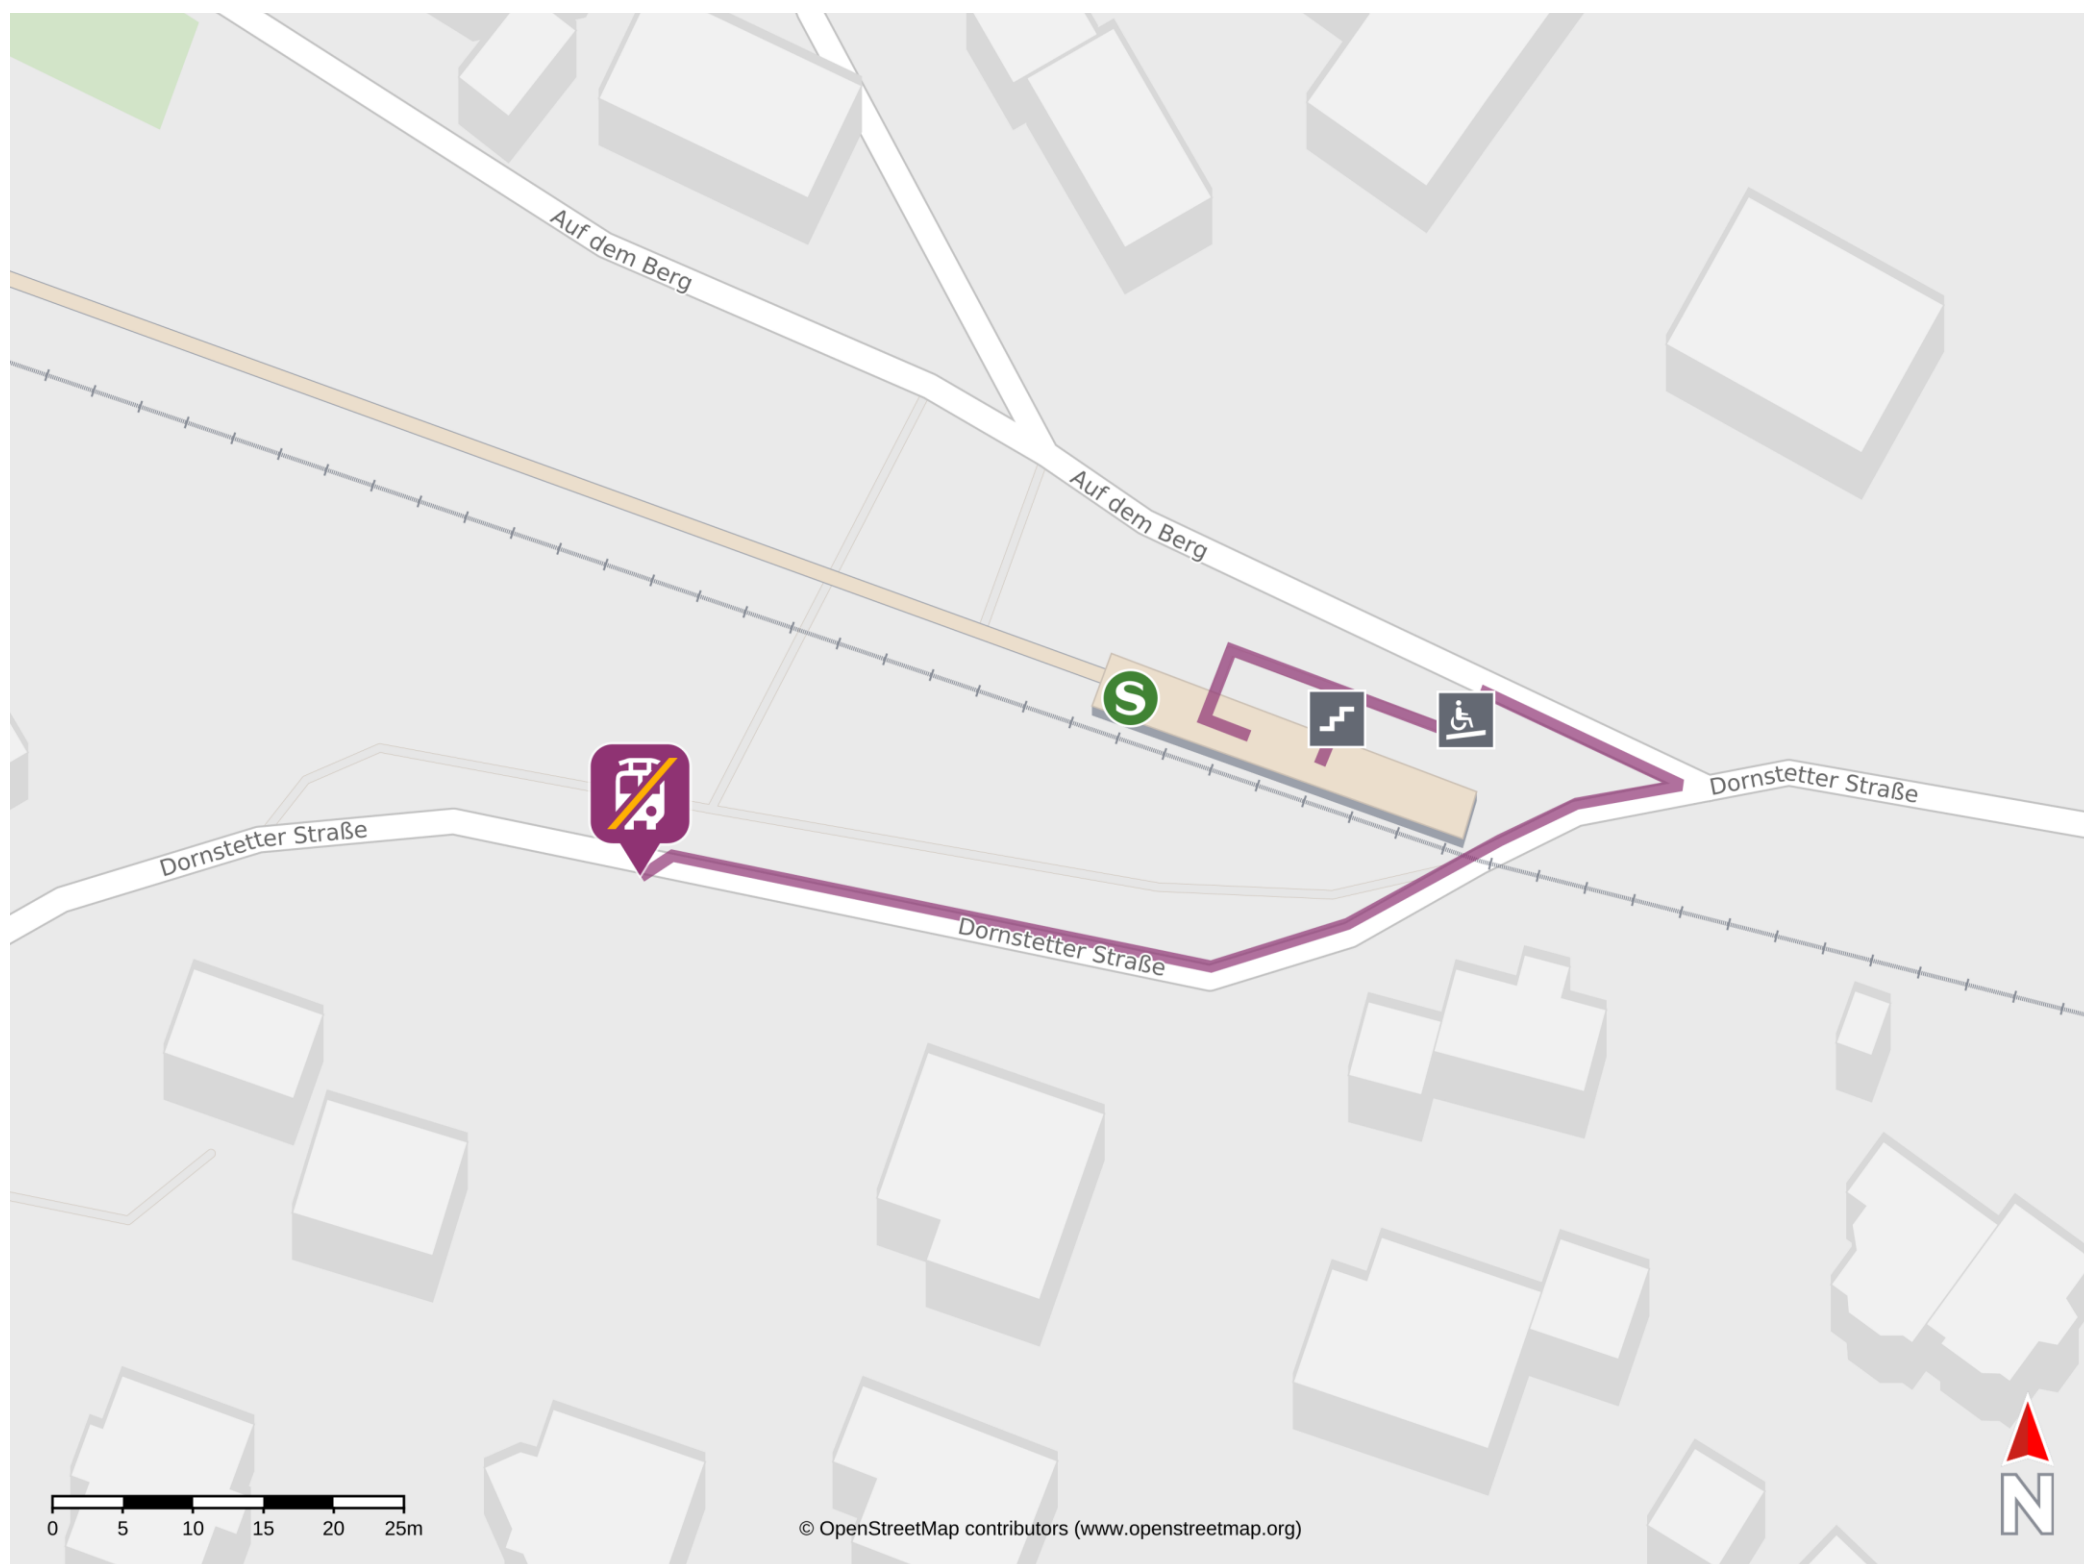 Auf dem Berg
Auf dem Berg
S
Dornstetter Straße
Dornstetter Straße
Dornstetter Straße
0 5 10 15 20 25m
© OpenStreetMap contributors (www.openstreetmap.org)
N